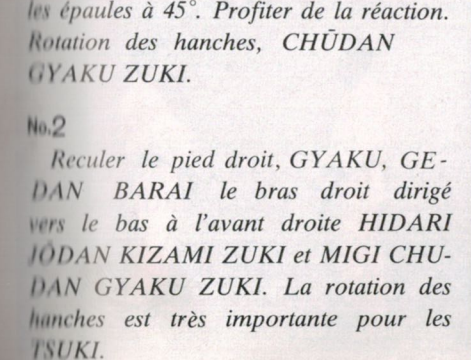 les épaules à 45°. Profiter de la réaction.
Rotation des hanches, CHŪDAN
GYAKU ZUKI.
No.2
Reculer le pied droit, GYAKU, GE-
DAN BARAI le bras droit dirigé
vers le bas à l'avant droite HIDARI
JŌDAN KIZAMI ZUKI et MIGI CHU-
DAN GYAKU ZUKI. La rotation des
hanches est très importante pour les
TSUKI.